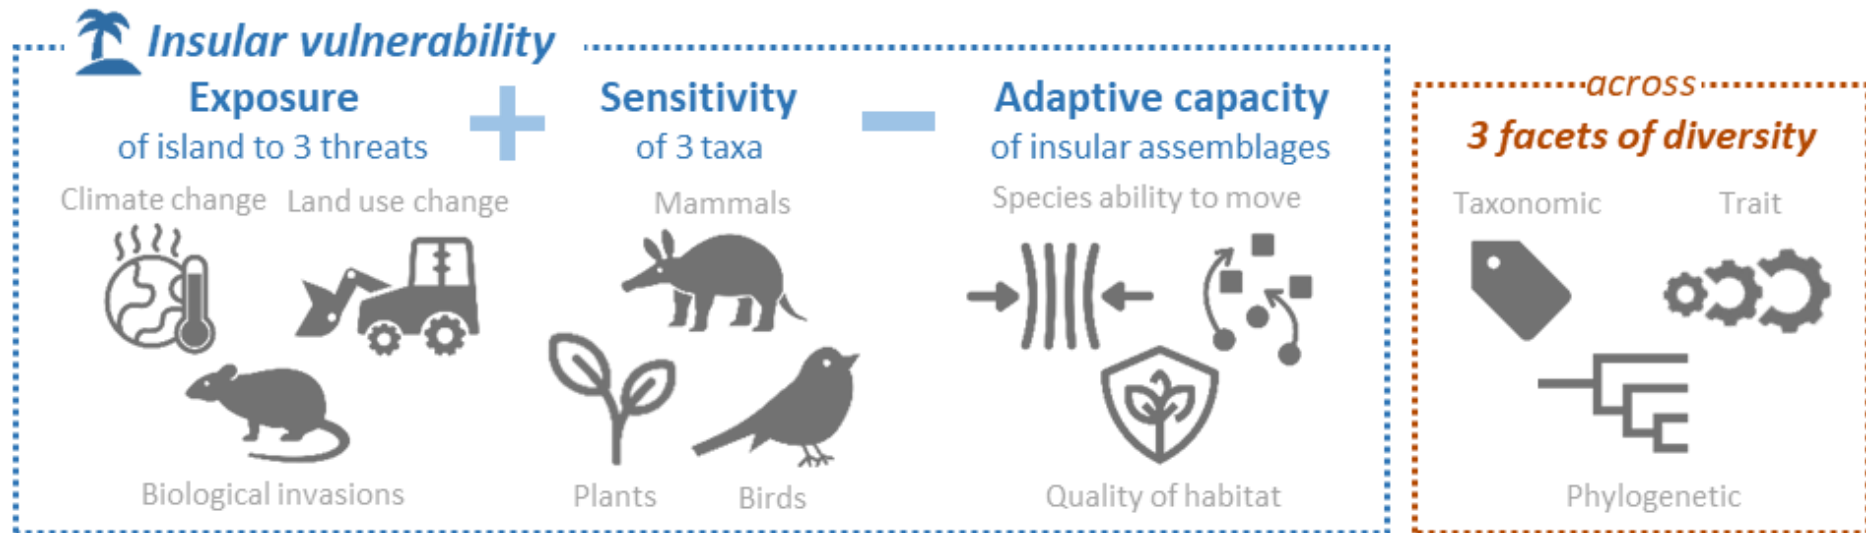 Insular vulnerability
Exposure
of island to 3 threats
Climate change
Land use change
Biological invasions
Sensitivity
of 3 taxa
Mammals
Plants
Birds
Adaptive capacity
of insular assemblages
Species ability to move
Quality of habitat
across
3 facets of diversity
Taxonomic
Trait
Phylogenetic